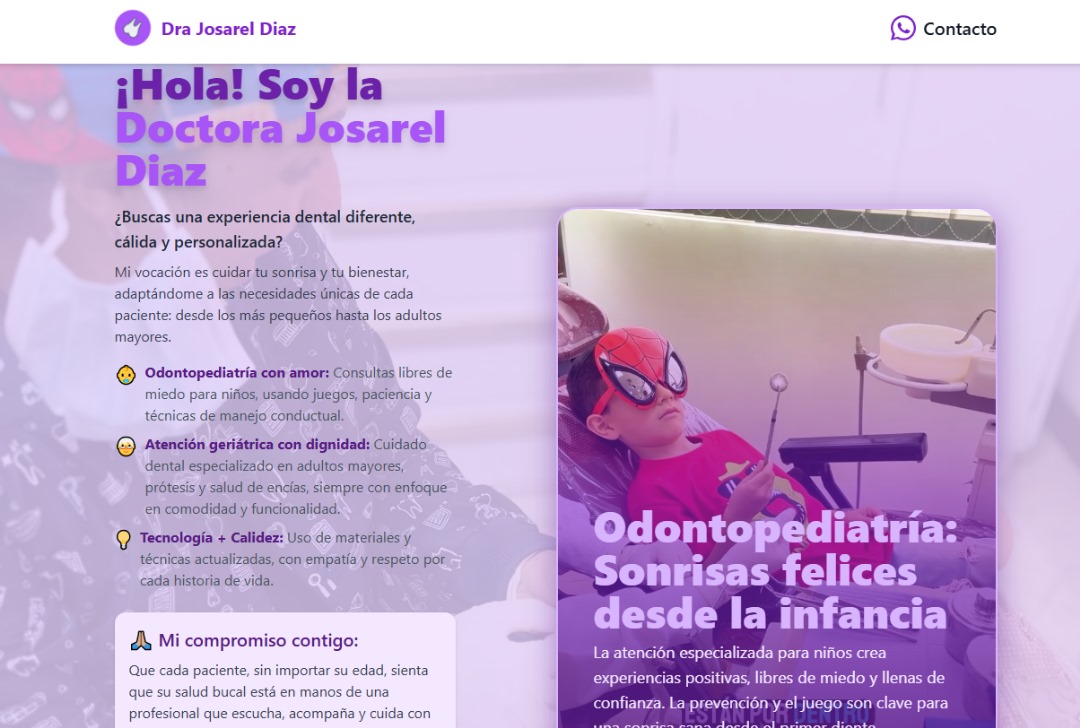 Dra Josarel Diaz
Contacto
¡Hola! Soy la
Doctora Josarel
Diaz
¿Buscas una experiencia dental diferente,
cálida y personalizada?
Mi vocación es cuidar tu sonrisa y tu bienestar,
adaptándome a las necesidades únicas de cada
paciente: desde los más pequeños hasta los adultos
mayores.
Odontopediatría con amor: Consultas libres de
miedo para niños, usando juegos, paciencia y
técnicas de manejo conductual.
Atención geriátrica con dignidad: Cuidado
dental especializado en adultos mayores,
prótesis y salud de encías, siempre con enfoque
en comodidad y funcionalidad.
Tecnología + Calidez: Uso de materiales y
técnicas actualizadas, con empatía y respeto por
cada historia de vida.
Mi compromiso contigo:
Que cada paciente, sin importar su edad, sienta
que su salud bucal está en manos de una
profesional que escucha, acompaña y cuida con
Odontopediatría:
Sonrisas felices
desde la infancia
La atención especializada para niños crea
experiencias positivas, libres de miedo y llenas de
confianza. La prevención y el juego son clave para
una sonrisa sana desde el primer diente